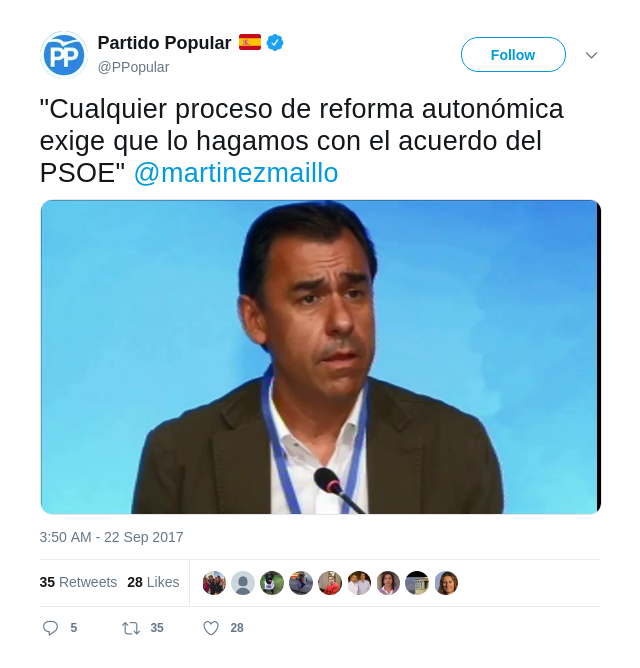 PP
Partido Popular
@PPopular
Follow
"Cualquier proceso de reforma autonómica
exige que lo hagamos con el acuerdo del
PSOE" @martinezmaillo
3:50 AM - 22 Sep 2017
35 Retweets 28 Likes
5 35 28